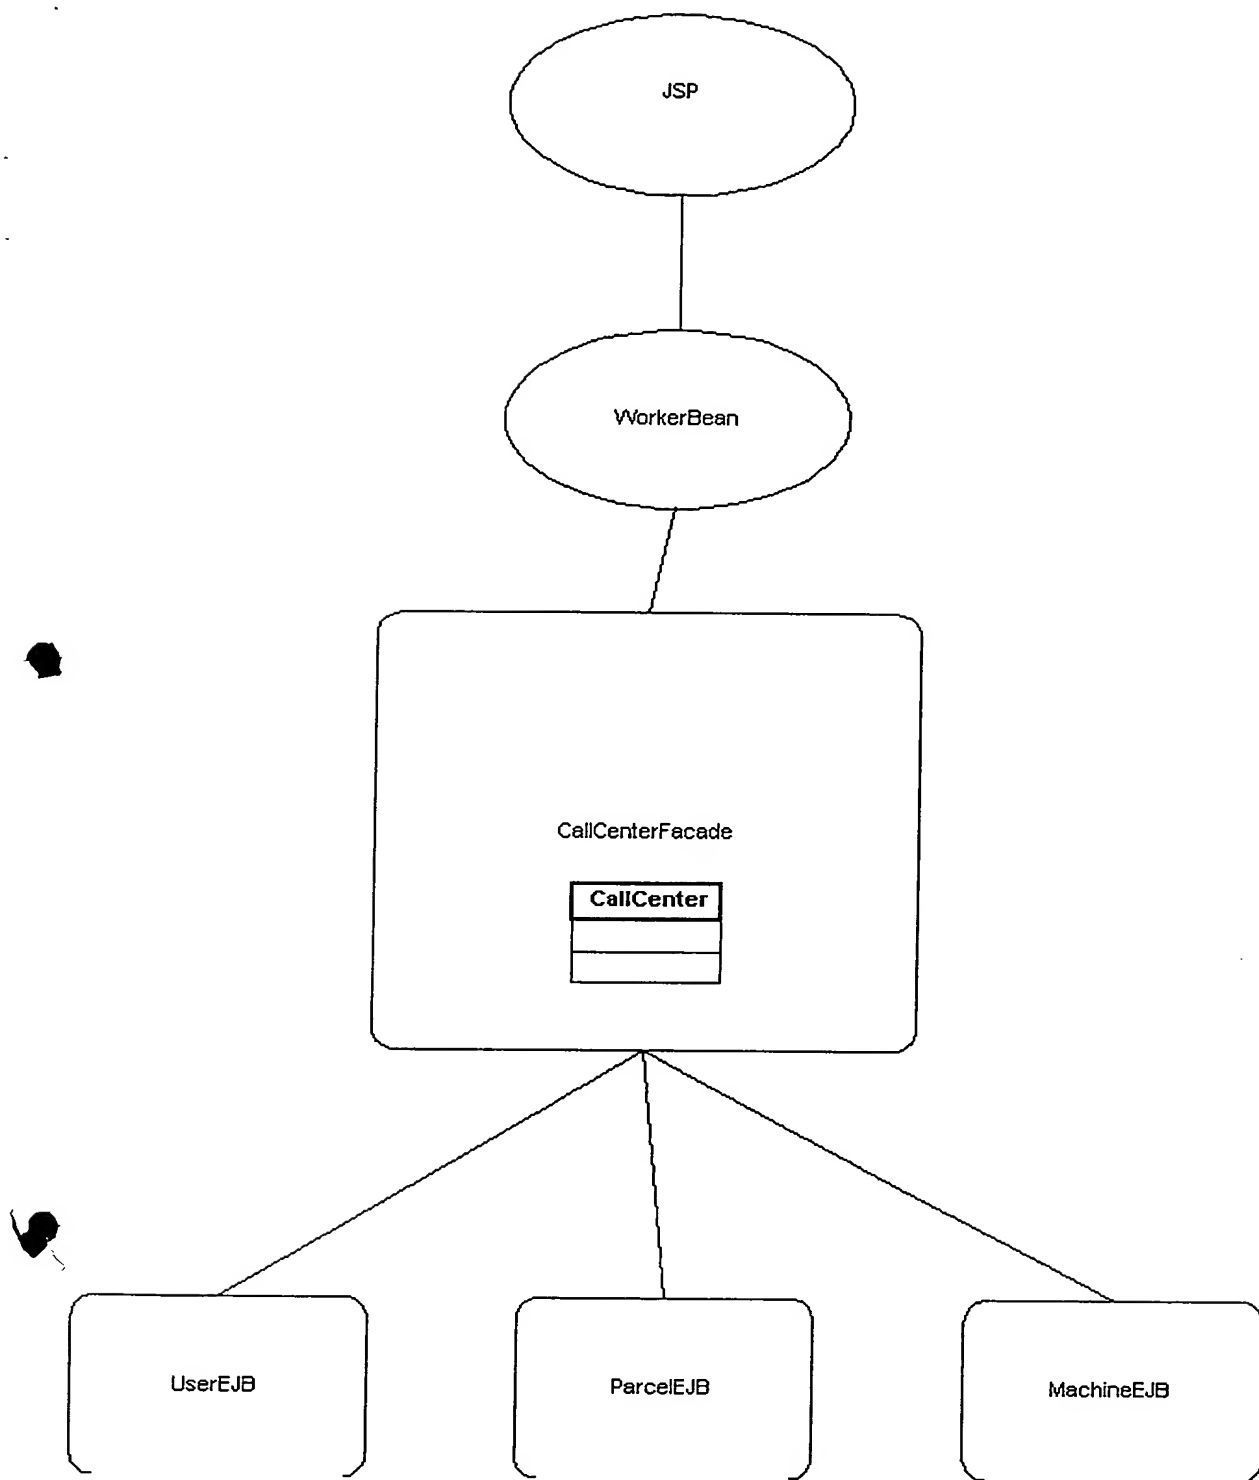 JSP
WorkerBean
CallCenterFacade
CallCenter
UserEJB
ParcelEJB
MachineEJB